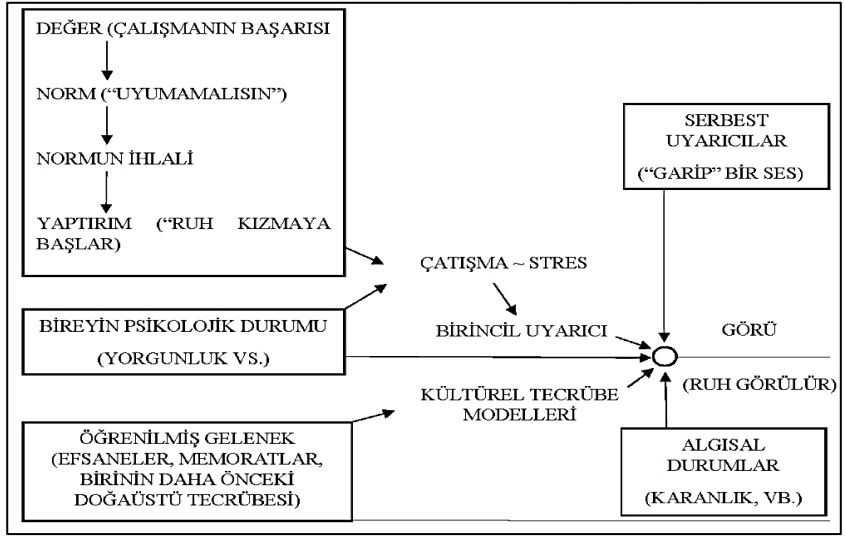 DEĞER (ÇALIŞMANIN BAŞARISI
NORM (“UYUMAMALISIN”)
NORMUN İHLALİ
YAPTIRIM (“RUH KIZMAYA
BAŞLAR)
SERBEST
UYARICILAR
(“GARİP” BİR SES)
ÇATIŞMA ~ STRES
BİREYİN PSİKOLOJİK DURUMU
(YORGUNLUK VS.)
BİRİNCİL UYARICI
GÖRÜ
(RUH GÖRÜLÜR)
KÜLTÜREL TECRÜBE
MODELLERİ
ÖĞRENİLMİŞ GELENEK
(EFSANELER, MEMORATLAR,
BİRİNİN DAHA ÖNCEKİ
DOĞAÜSTÜ TECRÜBESİ)
ALGISAL
DURUMLAR
(KARANLIK, VB.)